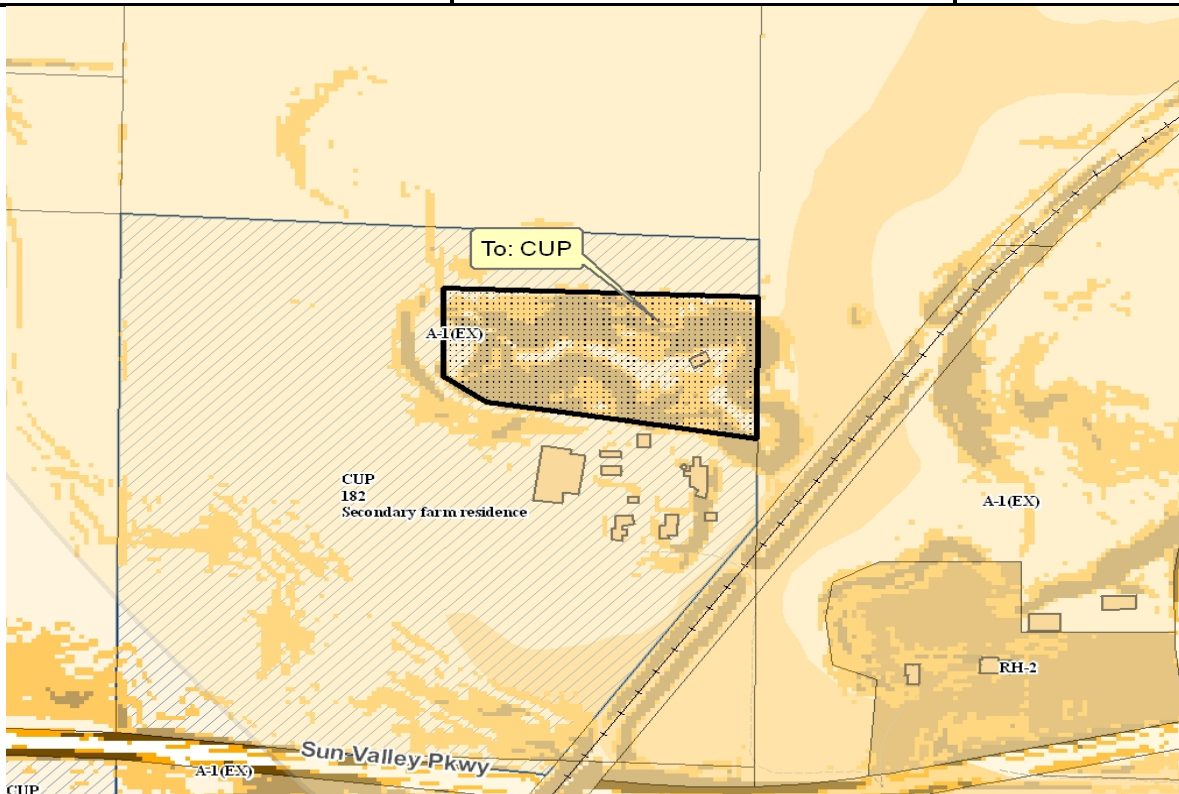 To: CUP
A-1(EX)
CUP
182
Secondary farm residence
A-1(EX)
RH-2
Sun Valley Pkwy
A-1(EX)
CUP